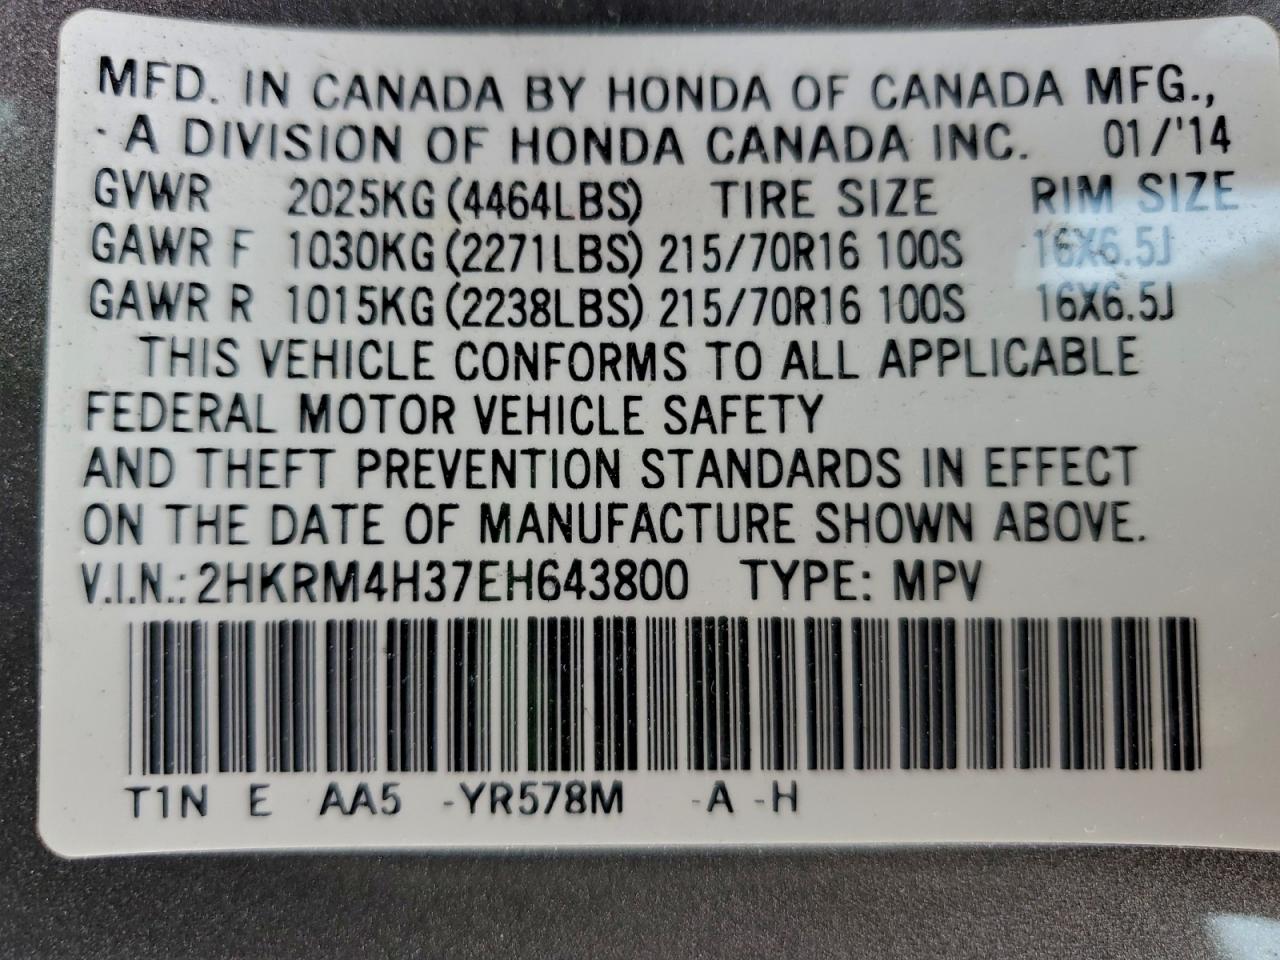 MFD. IN CANADA BY HONDA OF CANADA MFG.,
A DIVISION OF HONDA CANADA INC. 01/'14
GVWR 2025KG (4464LBS) TIRE SIZE RIM SIZE
GAWR F 1030KG (2271LBS) 215/70R16 100S 16X6.5J
GAWR R 1015KG (2238LBS) 215/70R16 100S 16X6.5J
THIS VEHICLE CONFORMS TO ALL APPLICABLE
FEDERAL MOTOR VEHICLE SAFETY
AND THEFT PREVENTION STANDARDS IN EFFECT
ON THE DATE OF MANUFACTURE SHOWN ABOVE.
V.I.N.: 2HKRM4H37EH643800 TYPE: MPV
T1N E AA5 -YR578M -A -H